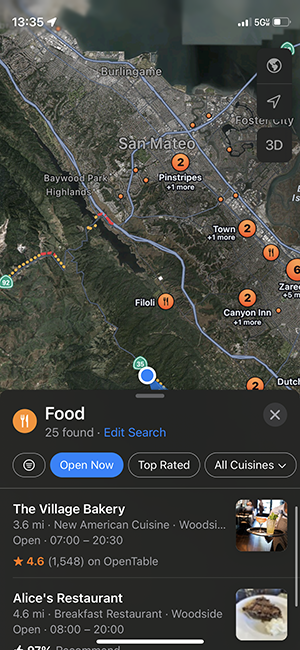 13:35
5G
Burlingame
Foster City
San Mateo
3D
2
Pinstripes
+1 more
Baywood Park
Highlands
Town
2
+1 more
92
6
Zare
+5 m
Filoli
2
Canyon Inn
+1 more
35
2
Dutch
Food
25 found · Edit Search
Open Now
Top Rated
All Cuisines
The Village Bakery
3.6 mi · New American Cuisine · Woodsi...
Open · 07:00 – 20:30
★ 4.6 (1,548) on OpenTable
Alice's Restaurant
4.6 mi · Breakfast Restaurant · Woodside
Open · 08:00 – 20:00
97% Recommend